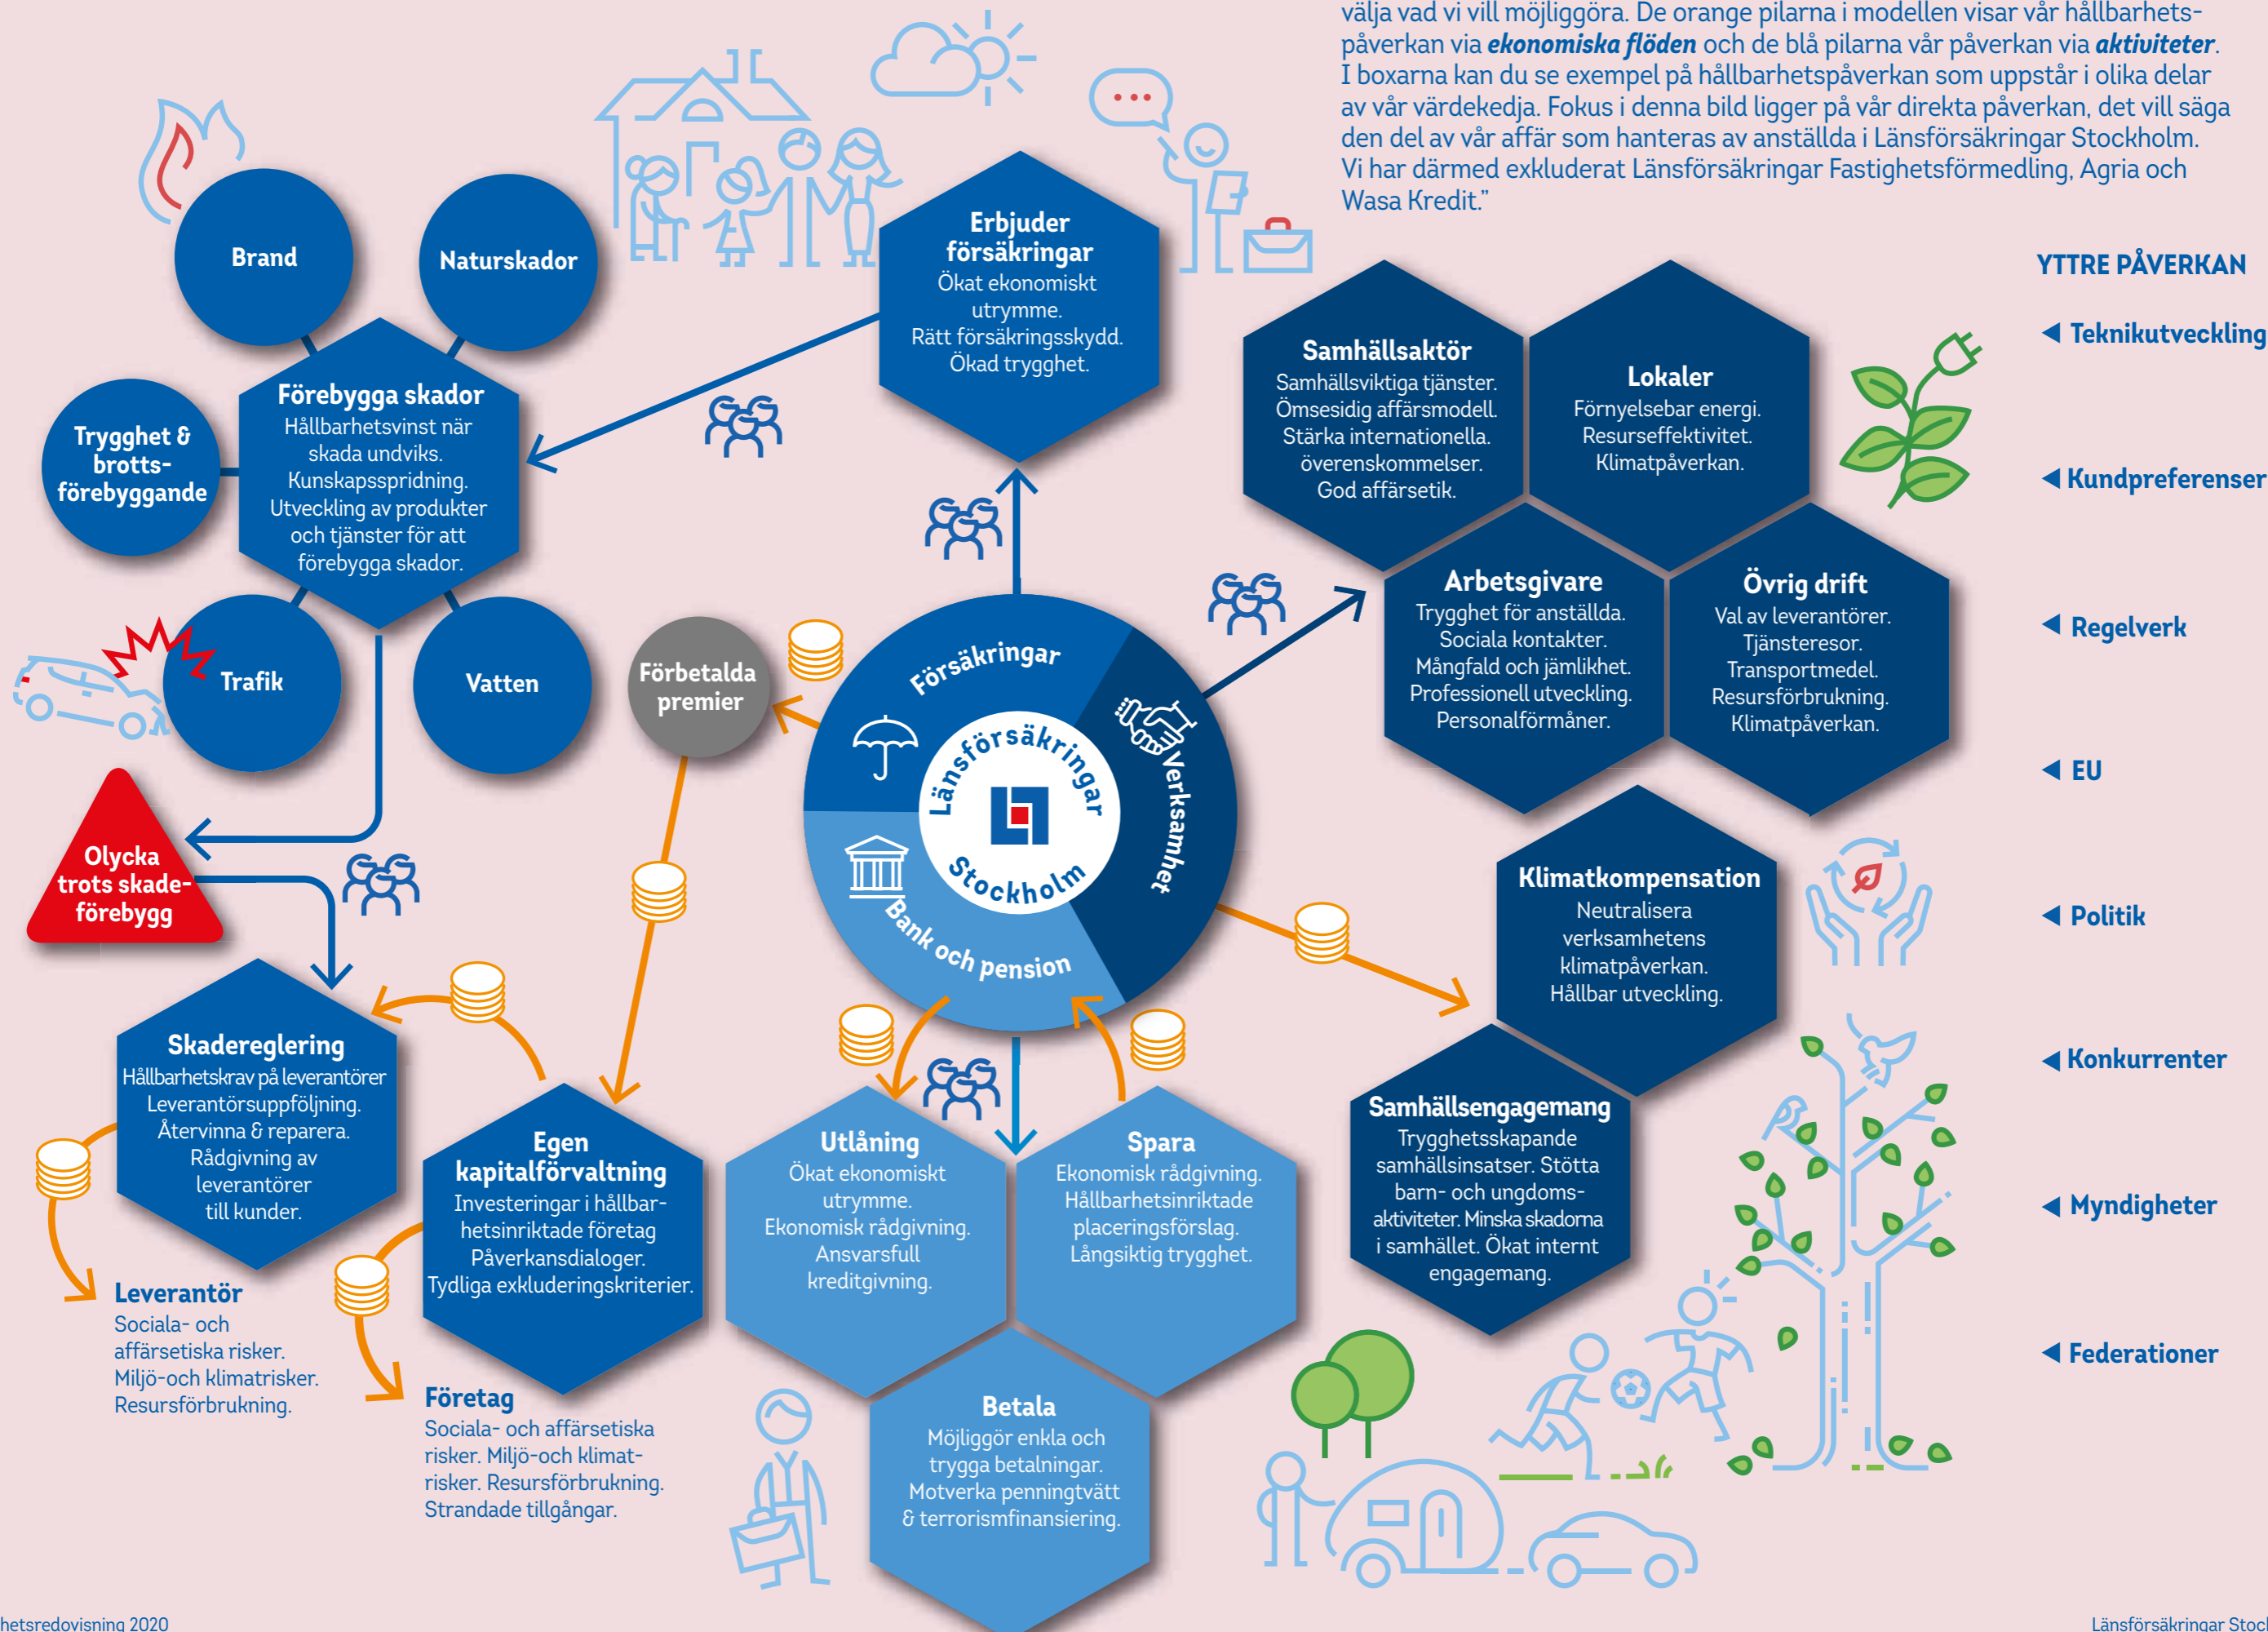 välja vad vi vill möjliggöra. De orange pilarna i modellen visar vår hållbarhets-
påverkan via ekonomiska flöden och de blå pilarna vår påverkan via aktiviteter.
I boxarna kan du se exempel på hållbarhetspåverkan som uppstår i olika delar
av vår värdekedja. Fokus i denna bild ligger på vår direkta påverkan, det vill säga
den del av vår affär som hanteras av anställda i Länsförsäkringar Stockholm.
Vi har därmed exkluderat Länsförsäkringar Fastighetsförmedling, Agria och
Wasa Kredit.”
Brand
Naturskador
Förebygga skador
Hållbarhetsvinst när
skada undviks.
Kunskapsspridning.
Utveckling av produkter
och tjänster för att
förebygga skador.
Trygghet &
brotts-
förebyggande
Trafik
Vatten
Erbjuder
försäkringar
Ökat ekonomiskt
utrymme.
Rätt försäkringsskydd.
Ökad trygghet.
Samhällsaktör
Samhällsviktiga tjänster.
Ömsesidig affärsmodell.
Stärka internationella.
överenskommelser.
God affärsetik.
Lokaler
Förnyelsebar energi.
Resurseffektivitet.
Klimatpåverkan.
Arbetsgivare
Trygghet för anställda.
Sociala kontakter.
Mångfald och jämlikhet.
Professionell utveckling.
Personalförmåner.
Övrig drift
Val av leverantörer.
Tjänsteresor.
Transportmedel.
Resursförbrukning.
Klimatpåverkan.
YTTRE PÅVERKAN
Teknikutveckling
Kundpreferenser
Regelverk
EU
Politik
Konkurrenter
Myndigheter
Federationer
Förbetalda
premier
Försäkringar
Verksamhet
Bank och pension
Länsförsäkringar
Stockholm
Olycka
trots skade-
förebygg
Klimatkompensation
Neutralisera
verksamhetens
klimatpåverkan.
Hållbar utveckling.
Samhällsengagemang
Trygghetsskapande
samhällsinsatser. Stötta
barn- och ungdoms-
aktiviteter. Minska skadorna
i samhället. Ökat internt
engagemang.
Skadereglering
Hållbarhetskrav på leverantörer
Leverantörsuppföljning.
Återvinna & reparera.
Rådgivning av
leverantörer
till kunder.
Leverantör
Sociala- och
affärsetiska risker.
Miljö-och klimatrisker.
Resursförbrukning.
Egen
kapitalförvaltning
Investeringar i hållbar-
hetsinriktade företag
Påverkansdialoger.
Tydliga exkluderingskriterier.
Företag
Sociala- och affärsetiska
risker. Miljö-och klimat-
risker. Resursförbrukning.
Strandade tillgångar.
Utlåning
Ökat ekonomiskt
utrymme.
Ekonomisk rådgivning.
Ansvarsfull
kreditgivning.
Spara
Ekonomisk rådgivning.
Hållbarhetsinriktade
placeringsförslag.
Långsiktig trygghet.
Betala
Möjliggör enkla och
trygga betalningar.
Motverka penningtvätt
& terrorismfinansiering.
hetsredovisning 2020
Länsförsäkringar Stoc